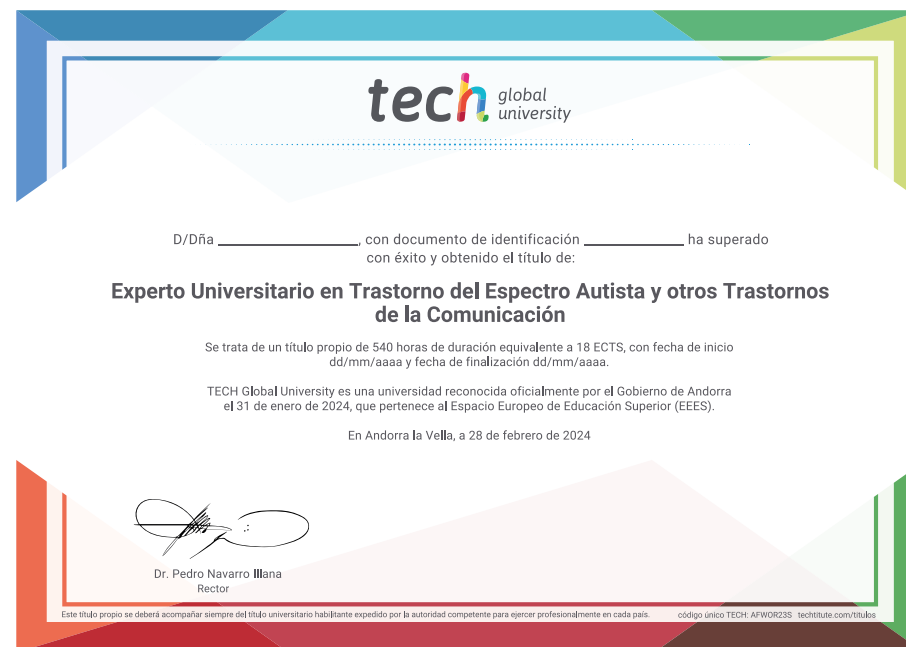 tech global university
D/Dña ______________, con documento de identificación __________ ha superado
con éxito y obtenido el título de:
Experto Universitario en Trastorno del Espectro Autista y otros Trastornos
de la Comunicación
Se trata de un título propio de 540 horas de duración equivalente a 18 ECTS, con fecha de inicio
dd/mm/aaaa y fecha de finalización dd/mm/aaaa.
TECH Global University es una universidad reconocida oficialmente por el Gobierno de Andorra
el 31 de enero de 2024, que pertenece al Espacio Europeo de Educación Superior (EEES).
En Andorra la Vella, a 28 de febrero de 2024
Dr. Pedro Navarro Illana
Rector
Este título propio se deberá acompañar siempre del título universitario habilitante expedido por la autoridad competente para ejercer profesionalmente en cada país. código único TECH: AFWOR23S techtitute.com/titulos